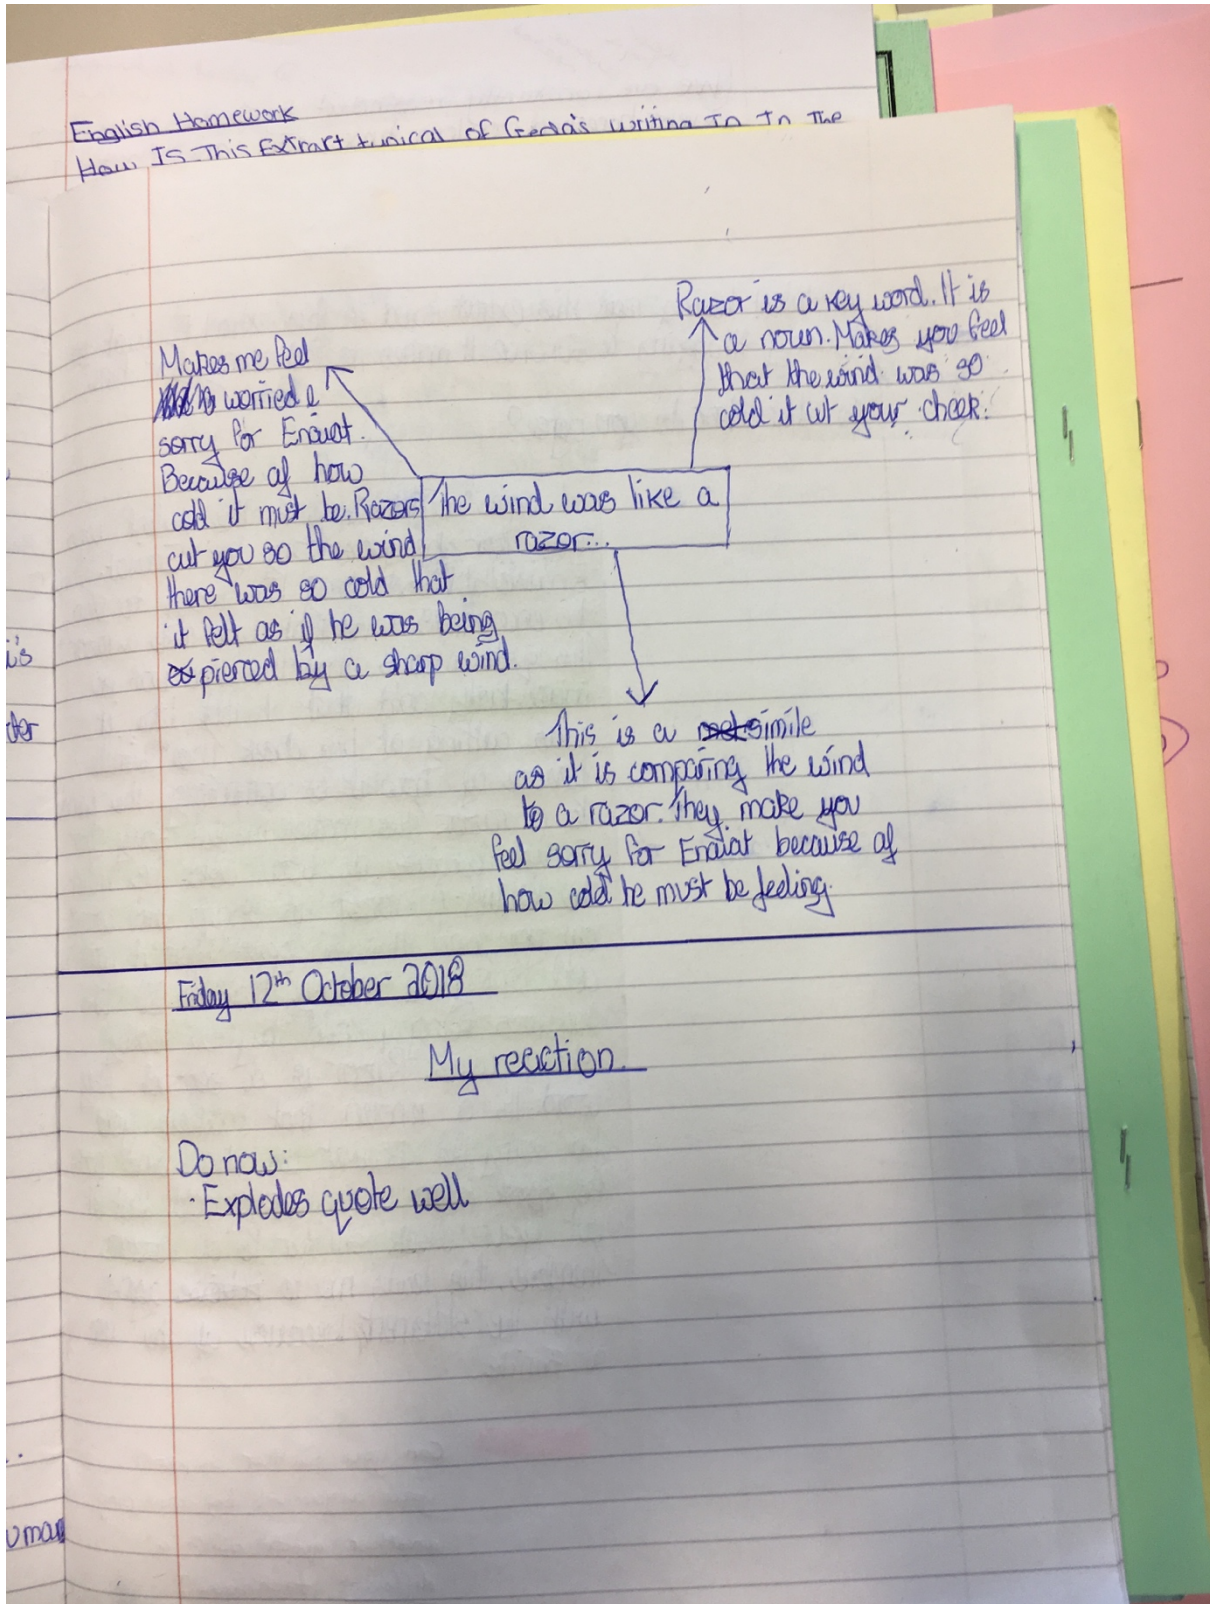 English Homework
How Is This Extract typical of Geda's writing In In The
Razor is a key word. It is
a noun. Makes you feel
that the wind was so
cold it cut your cheek.
Makes me feel
worried &
sorry for Enaiat.
Because of how
cold it must be. Razors
cut you so the wind
there was so cold that
it felt as if he was being
pierced by a sharp wind.
The wind was like a
razor...
This is a simile
as it is comparing the wind
to a razor. They make you
feel sorry for Enaiat because of
how cold he must be feeling.
Friday 12th October 2018
My reaction.
Do now:
· Explodes quote well